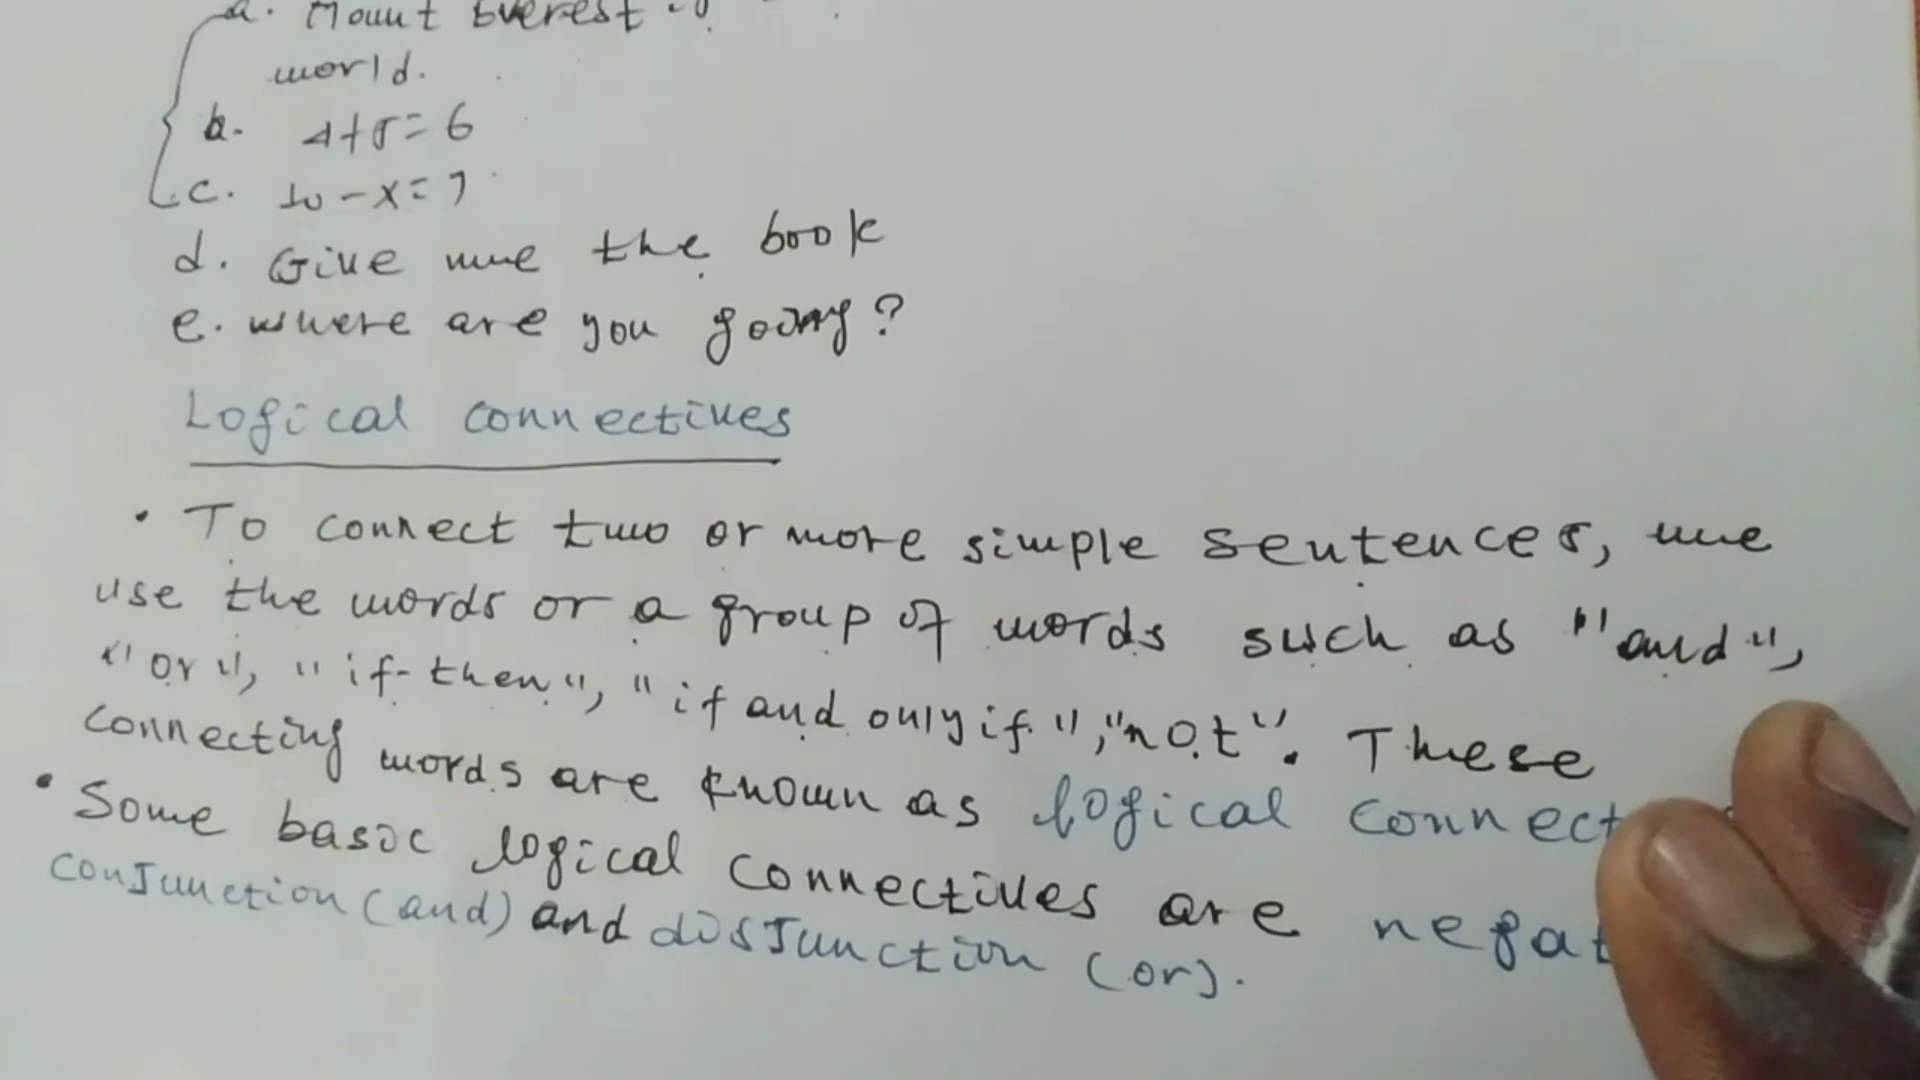 a. Mount Everest is
world.
b. 4+5=6
c. 10-x=7
d. Give me the book
e. where are you going?
Logical connectives
• To connect two or more simple sentences, we
use the words or a group of words such as "and",
"or", "if-then", "if and only if", "not". These
connecting words are known as logical connect
• Some basic logical connectives are negat
conjunction (and) and disjunction (or).